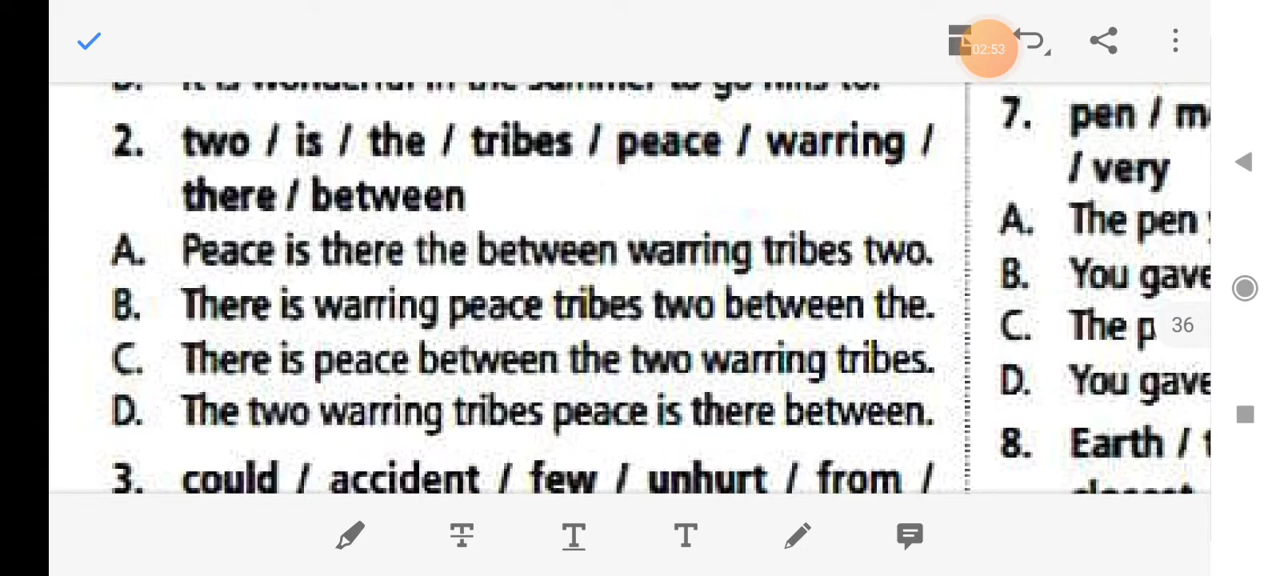 02:53
2. two / is / the / tribes / peace / warring /
there / between
A. Peace is there the between warring tribes two.
B. There is warring peace tribes two between the.
C. There is peace between the two warring tribes.
D. The two warring tribes peace is there between.
3. could / accident / few / unhurt / from /
7. pen /
/ very
A. The pen
B. You gave
C. The
D. You gave
8. Earth /
closest
36
T
T
T